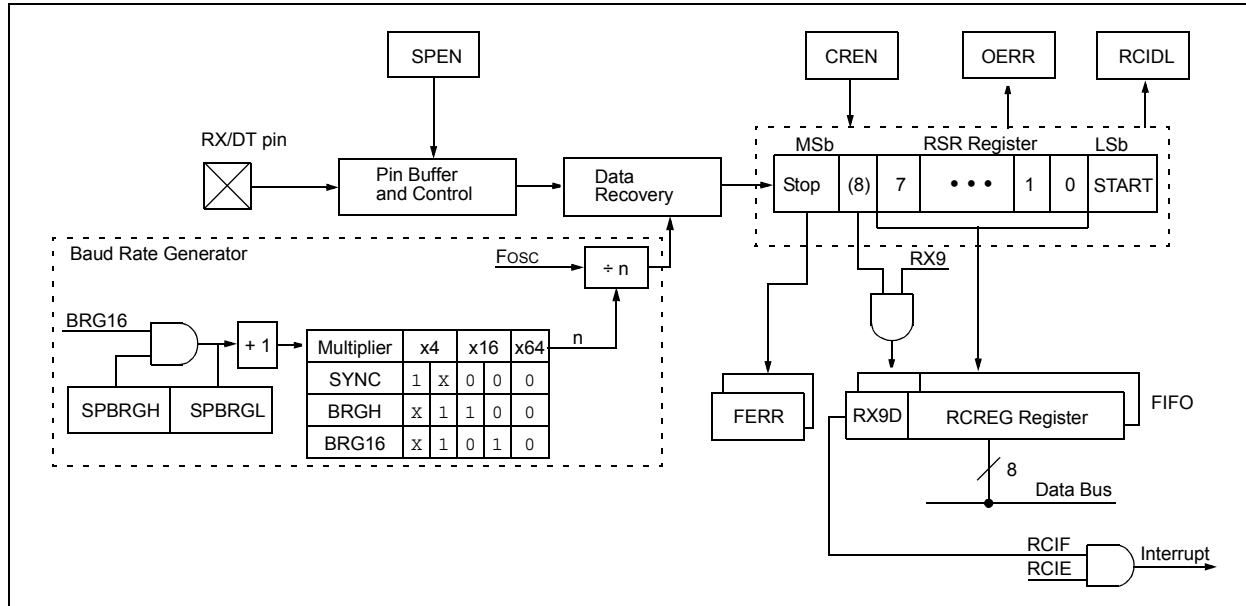 SPEN
CREN
OERR
RCIDL
RX/DT pin
MSb
RSR Register
LSb
Pin Buffer
and Control
Data
Recovery
Stop (8) 7 • • • 1 0 START
Baud Rate Generator
FOSC
÷ n
RX9
BRG16
+ 1
n
Multiplier x4 x16 x64
SYNC 1 X 0 0 0
BRGH X 1 1 0 0
BRG16 X 1 0 1 0
SPBRGH SPBRGL
FERR
RX9D RCREG Register
FIFO
8
Data Bus
RCIF
RCIE
Interrupt